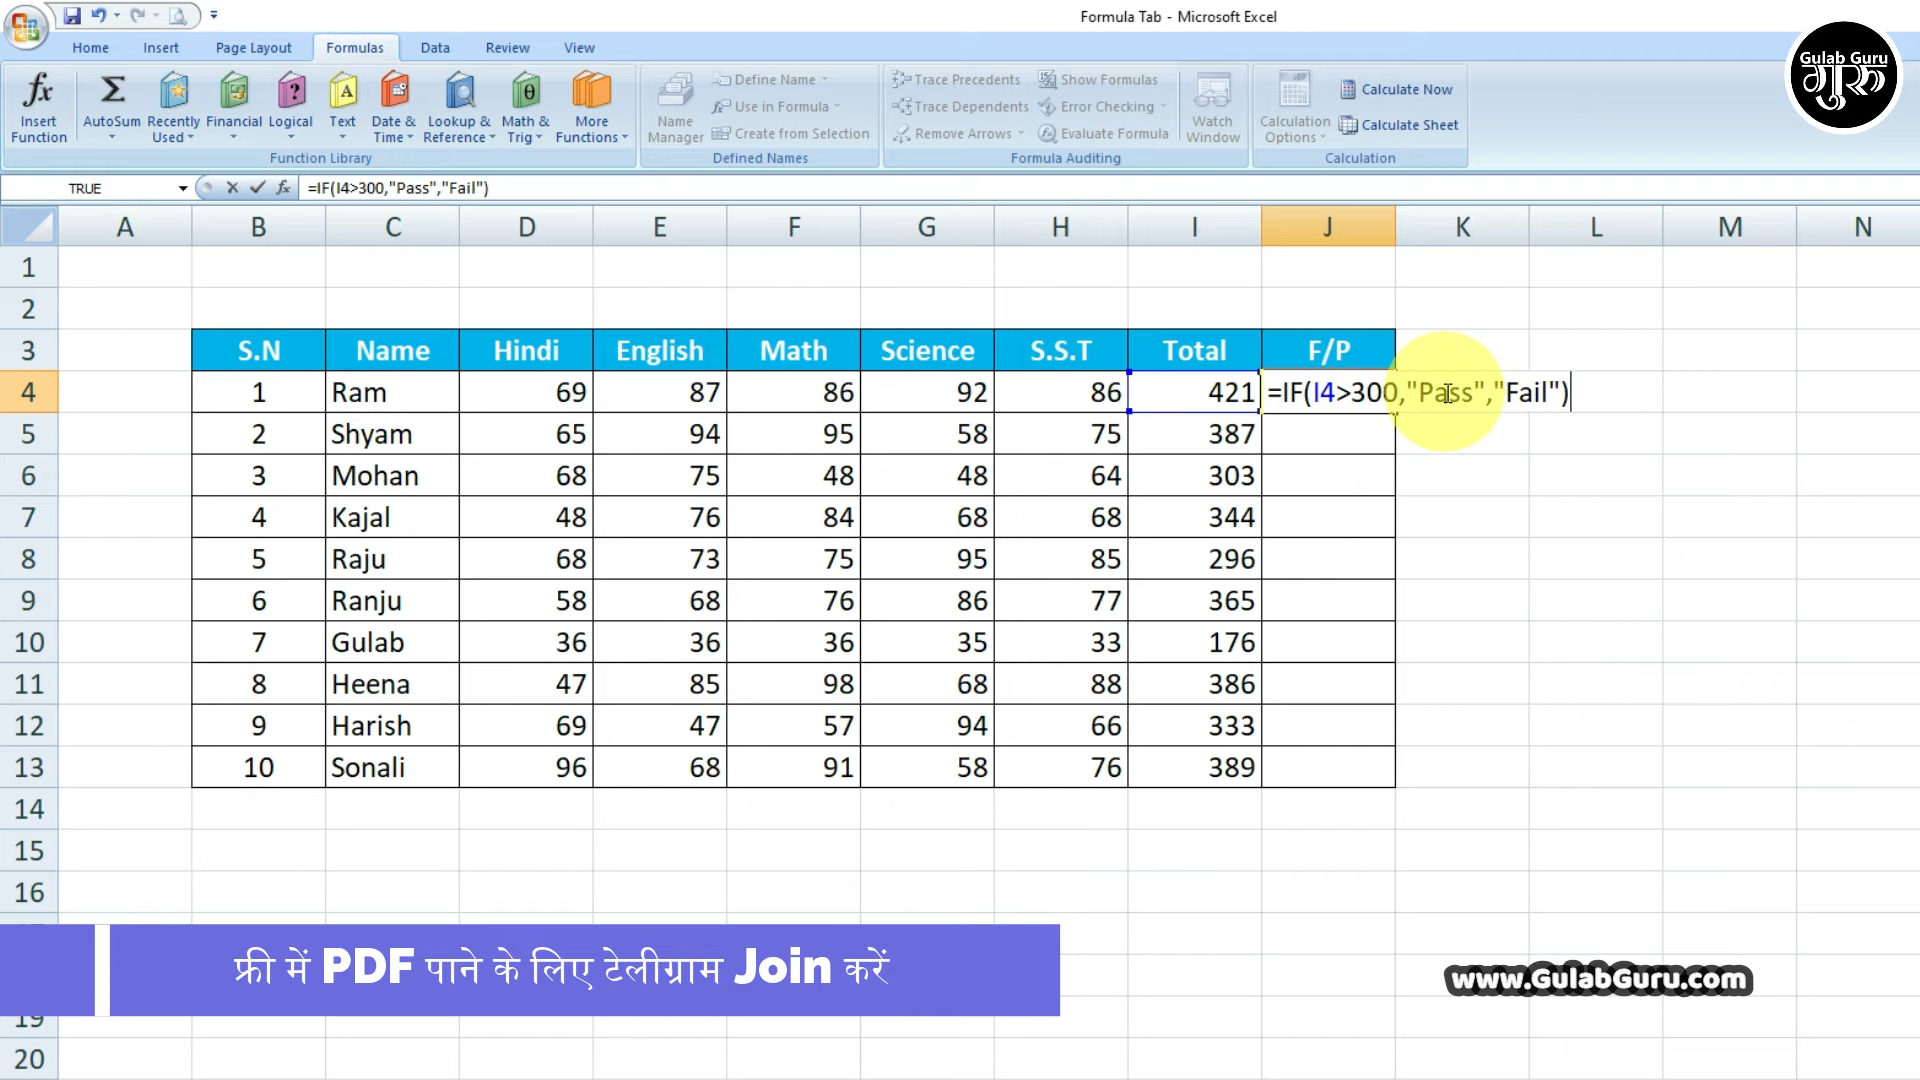 Formula Tab - Microsoft Excel
Home Insert Page Layout Formulas Data Review View
Gulab Guru
गुरू
fx Σ ? A θ
Insert Function AutoSum Recently Used Financial Logical Text Date & Time Lookup & Reference Math & Trig More Functions
Function Library
Name Manager
Define Name
Use in Formula
Create from Selection
Defined Names
Trace Precedents Show Formulas
Trace Dependents Error Checking
Remove Arrows Evaluate Formula
Watch Window
Formula Auditing
Calculation Options
Calculate Now
Calculate Sheet
Calculation
TRUE fx =IF(I4>300,"Pass","Fail")
A B C D E F G H I J K L M N
1
2
3 S.N Name Hindi English Math Science S.S.T Total F/P
4 1 Ram 69 87 86 92 86 421 =IF(I4>300,"Pass","Fail")
5 2 Shyam 65 94 95 58 75 387
6 3 Mohan 68 75 48 48 64 303
7 4 Kajal 48 76 84 68 68 344
8 5 Raju 68 73 75 95 85 296
9 6 Ranju 58 68 76 86 77 365
10 7 Gulab 36 36 36 35 33 176
11 8 Heena 47 85 98 68 88 386
12 9 Harish 69 47 57 94 66 333
13 10 Sonali 96 68 91 58 76 389
14
15
16
फ्री में PDF पाने के लिए टेलीग्राम Join करें
www.GulabGuru.com
19
20